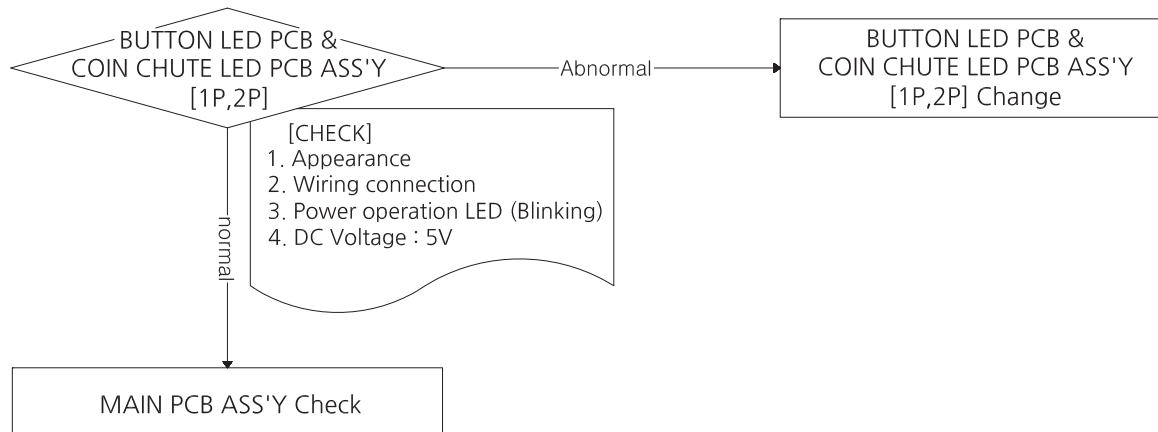 BUTTON LED PCB &
COIN CHUTE LED PCB ASS'Y
[1P,2P]
Abnormal
BUTTON LED PCB &
COIN CHUTE LED PCB ASS'Y
[1P,2P] Change
[CHECK]
1. Appearance
2. Wiring connection
3. Power operation LED (Blinking)
4. DC Voltage : 5V
normal
MAIN PCB ASS'Y Check